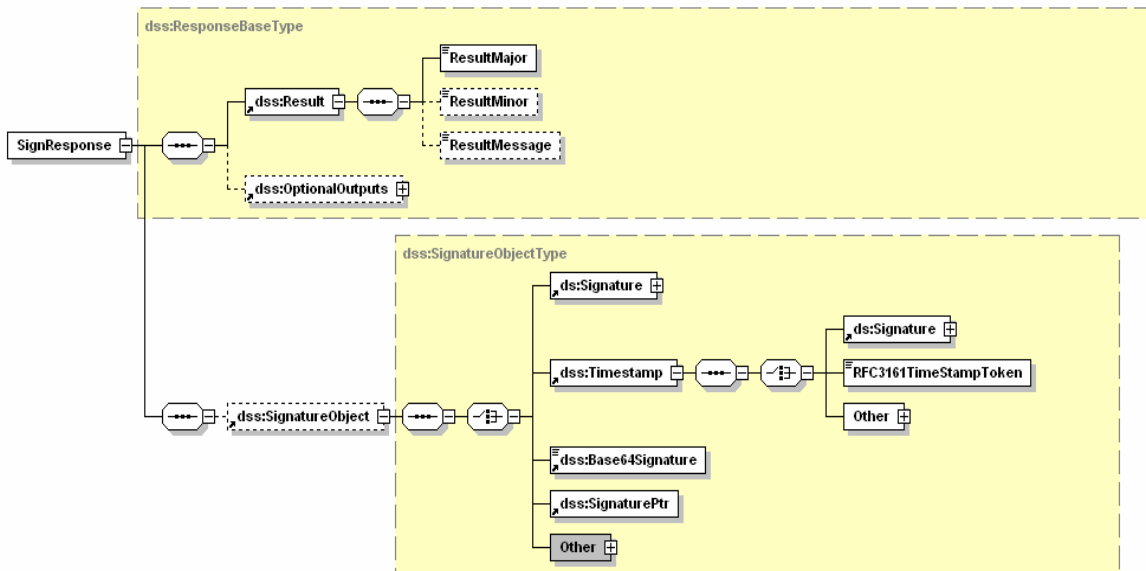 dss:ResponseBaseType
ResultMajor
dss:Result
ResultMinor
SignResponse
ResultMessage
dss:OptionalOutputs
dss:SignatureObjectType
ds:Signature
ds:Signature
dss:Timestamp
RFC3161TimeStampToken
dss:SignatureObject
Other
dss:Base64Signature
dss:SignaturePtr
Other